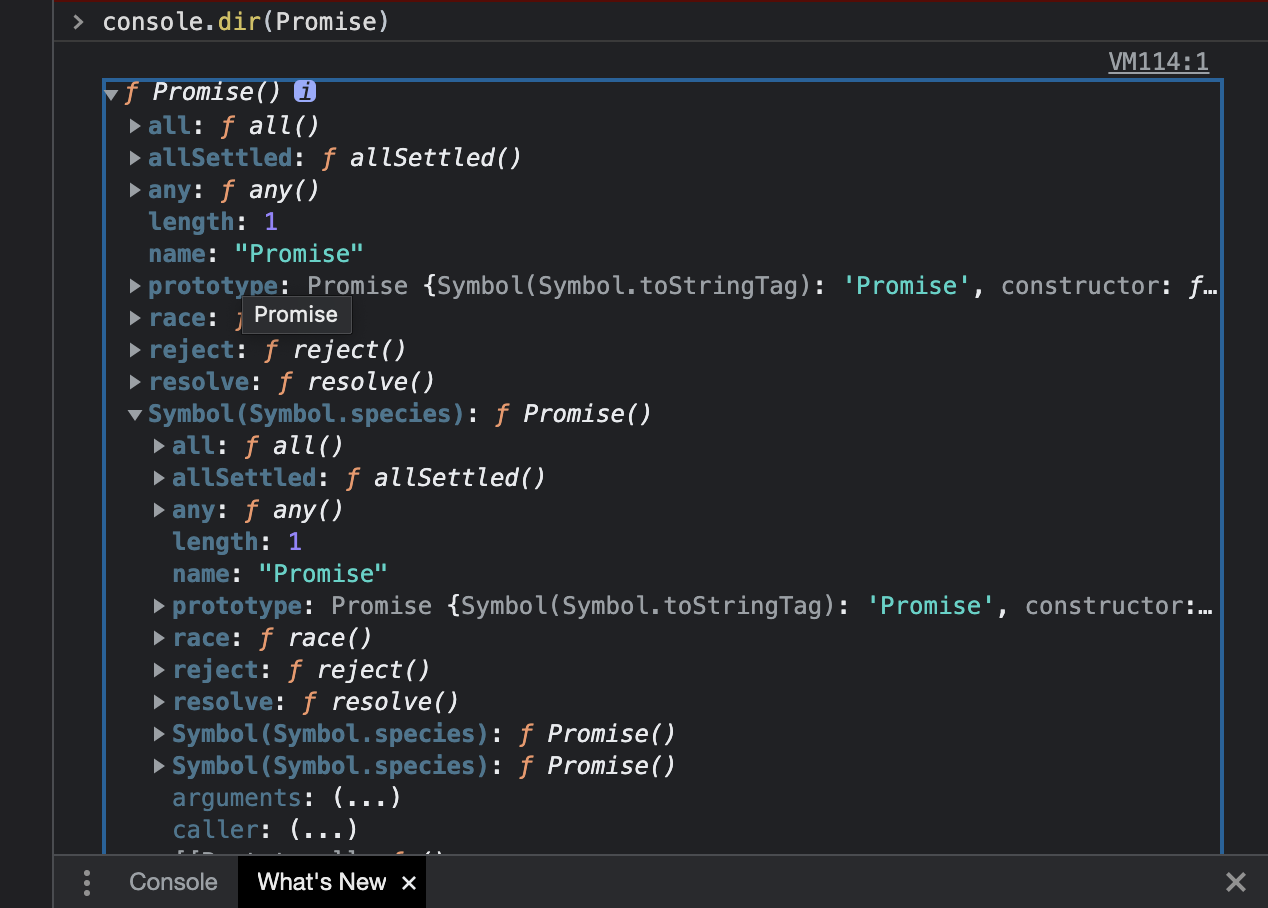 > console.dir(Promise)
VM114:1
▼ƒ Promise() i
▶all: ƒ all()
▶allSettled: ƒ allSettled()
▶any: ƒ any()
length: 1
name: "Promise"
▶prototype: Promise {Symbol(Symbol.toStringTag): 'Promise', constructor: ƒ…
▶race: ƒ
Promise
▶reject: ƒ reject()
▶resolve: ƒ resolve()
▼Symbol(Symbol.species): ƒ Promise()
▶all: ƒ all()
▶allSettled: ƒ allSettled()
▶any: ƒ any()
length: 1
name: "Promise"
▶prototype: Promise {Symbol(Symbol.toStringTag): 'Promise', constructor:…
▶race: ƒ race()
▶reject: ƒ reject()
▶resolve: ƒ resolve()
▶Symbol(Symbol.species): ƒ Promise()
▶Symbol(Symbol.species): ƒ Promise()
arguments: (...)
caller: (...)
Console What's New ×